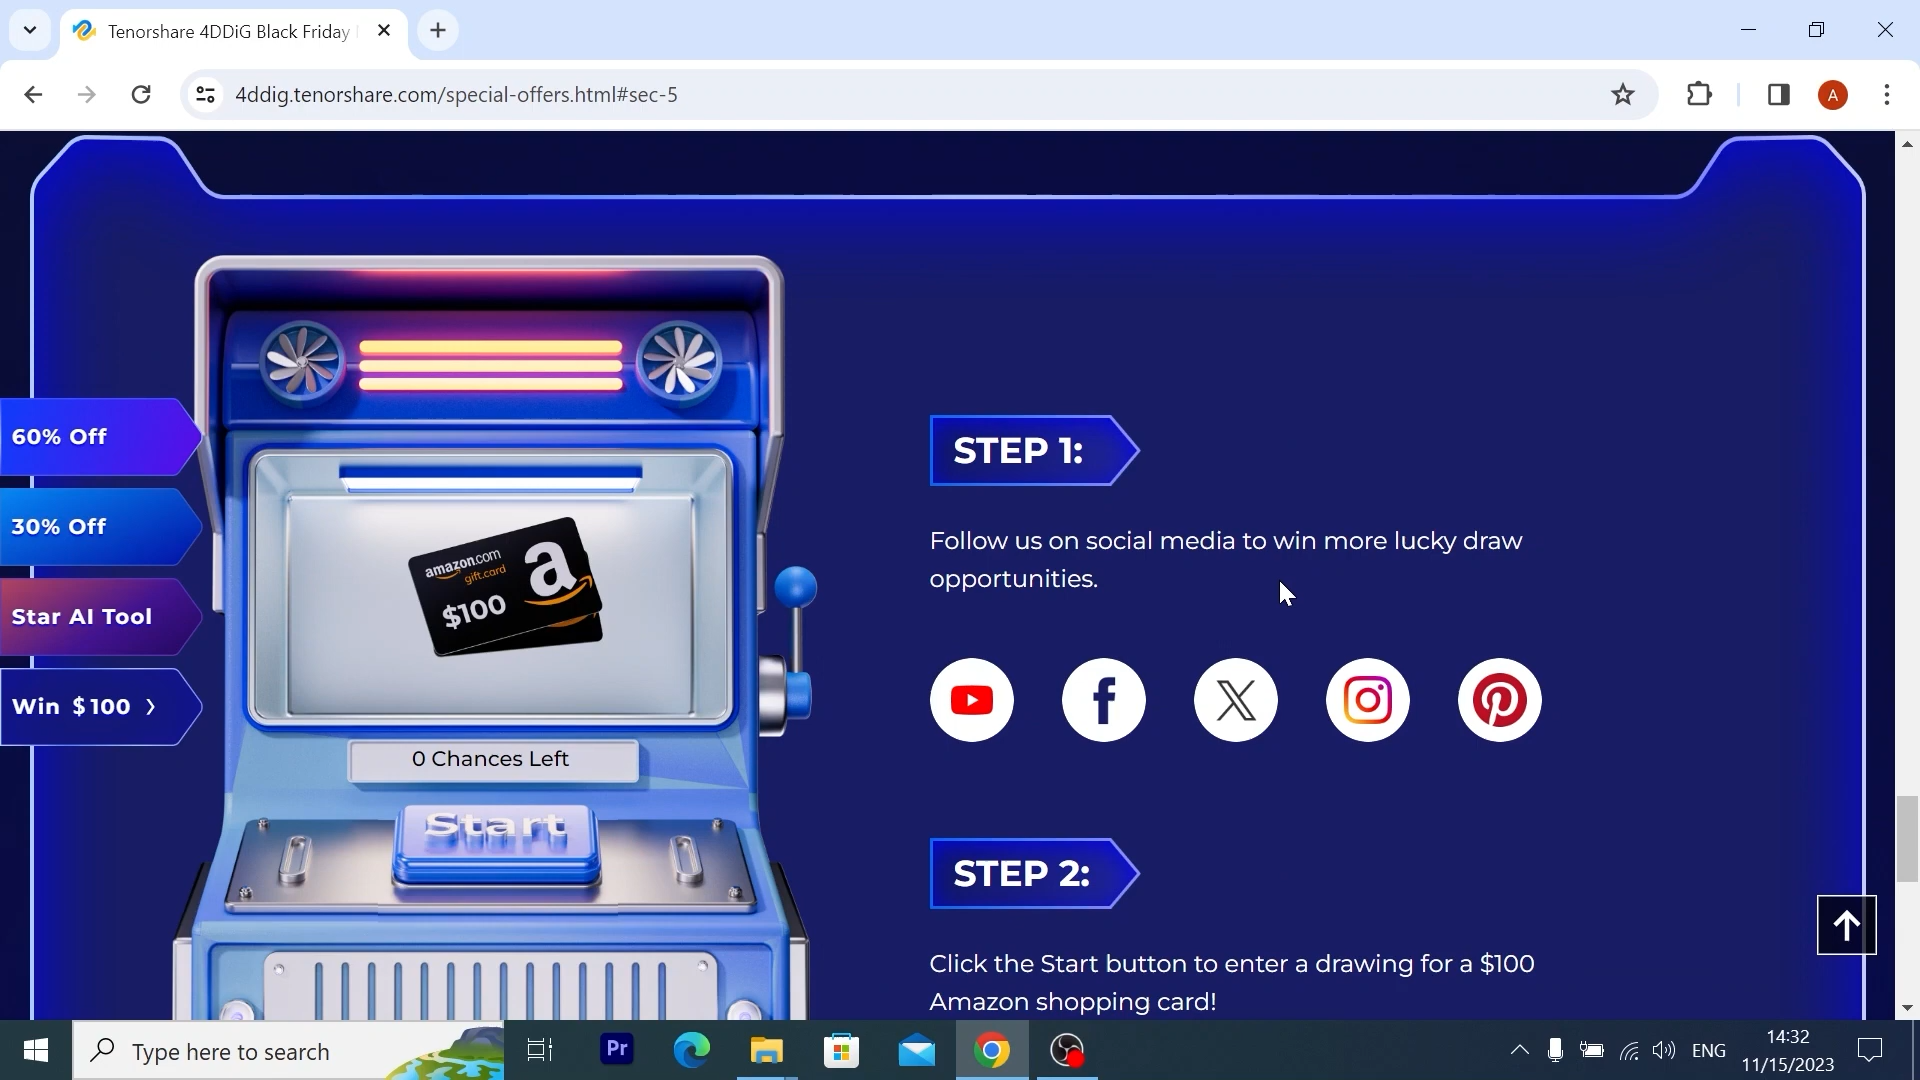 Tenorshare 4DDiG Black Friday
4ddig.tenorshare.com/special-offers.html#sec-5
A
60% Off
30% Off
Star AI Tool
Win $100 >
amazon.com
gift card
a
$100
0 Chances Left
Start
STEP 1:
Follow us on social media to win more lucky draw
opportunities.
STEP 2:
Click the Start button to enter a drawing for a $100
Amazon shopping card!
Type here to search
Pr
ENG
14:32
11/15/2023